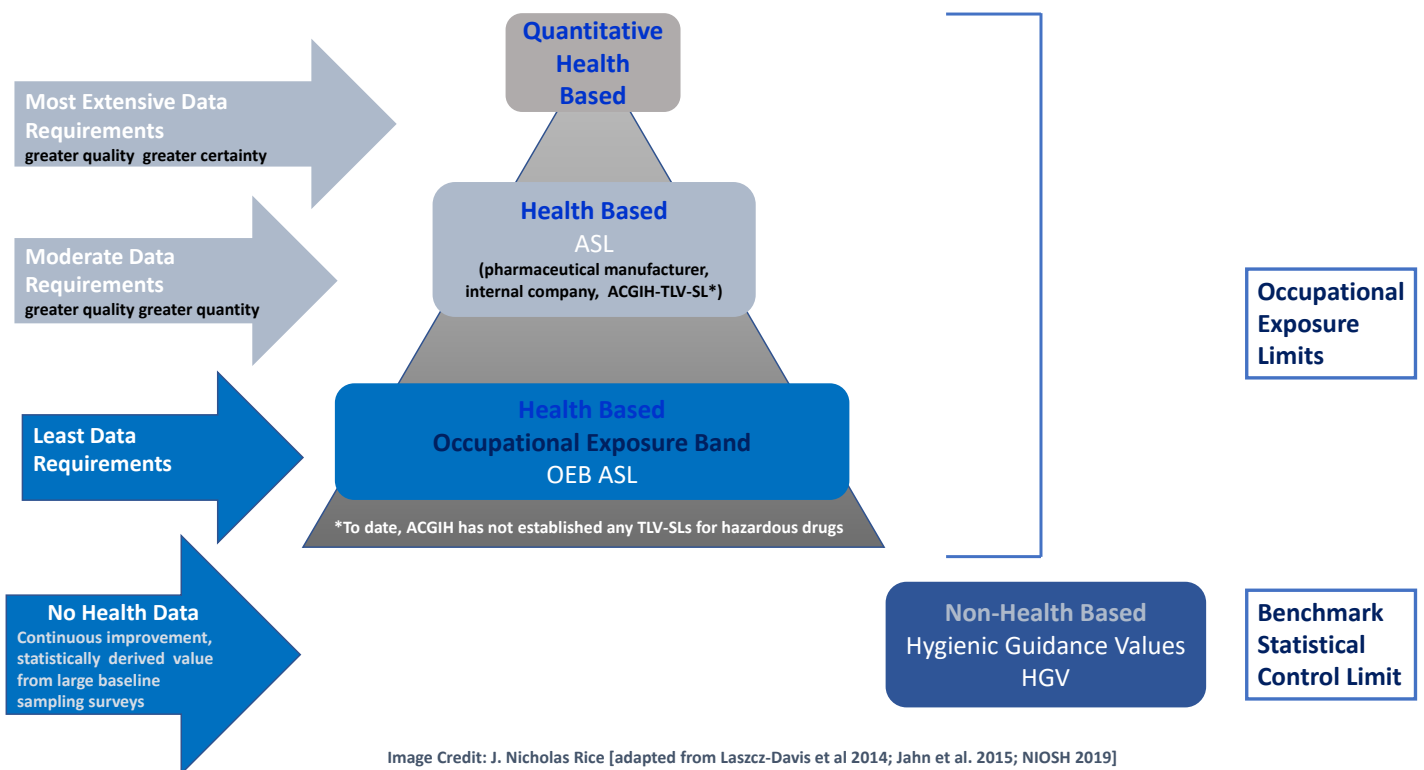 Quantitative
Health
Based
Most Extensive Data
Requirements
greater quality greater certainty
Health Based
ASL
(pharmaceutical manufacturer,
internal company, ACGIH-TLV-SL*)
Moderate Data
Requirements
greater quality greater quantity
Occupational
Exposure
Limits
Health Based
Occupational Exposure Band
OEB ASL
Least Data
Requirements
*To date, ACGIH has not established any TLV-SLs for hazardous drugs
No Health Data
Continuous improvement,
statistically derived value
from large baseline
sampling surveys
Non-Health Based
Hygienic Guidance Values
HGV
Benchmark
Statistical
Control Limit
Image Credit: J. Nicholas Rice [adapted from Laszcz-Davis et al 2014; Jahn et al. 2015; NIOSH 2019]